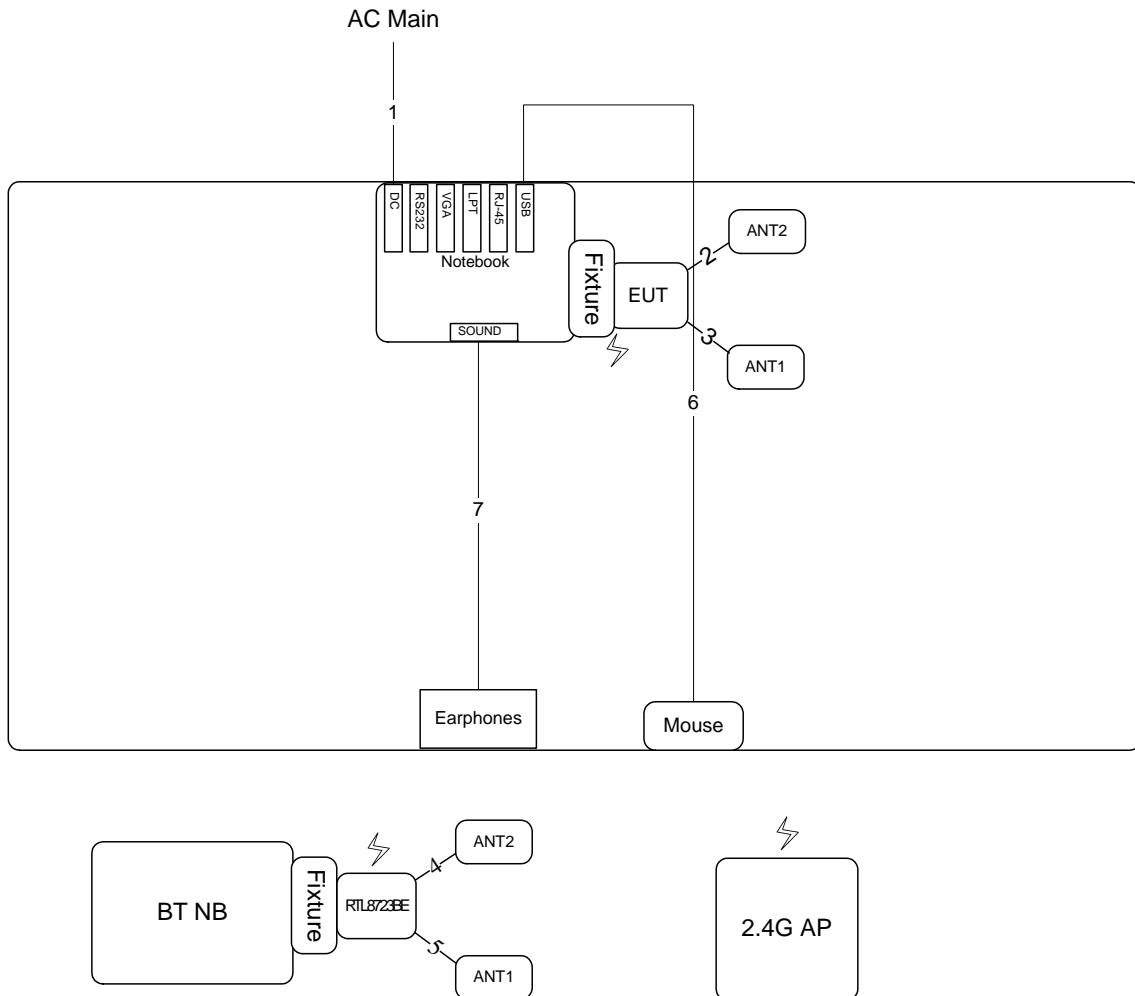 AC Main
1
DC
RS232
VGA
LPT
RJ-45
USB
Notebook
SOUND
Fixture
EUT
2
ANT2
3
ANT1
6
7
Earphones
Mouse
BT NB
Fixture
RTL8723BE
4
ANT2
5
ANT1
2.4G AP